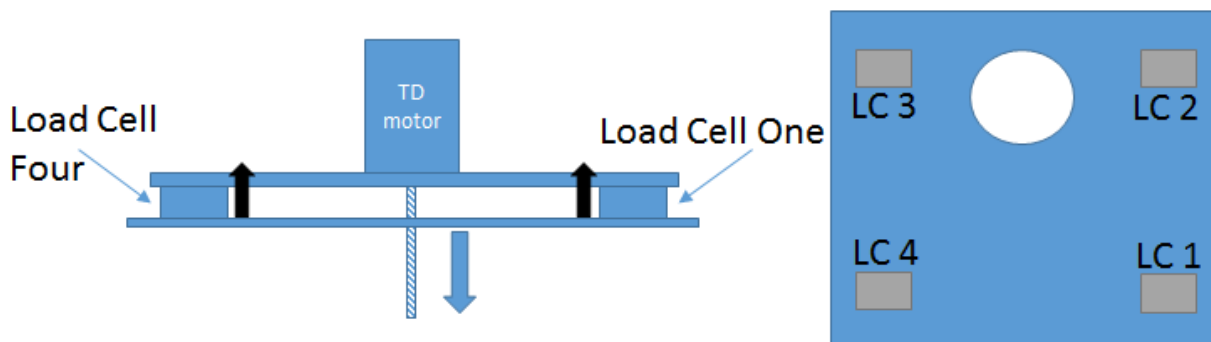 TD
motor
Load Cell
Four
Load Cell One
LC 3
LC 2
LC 4
LC 1